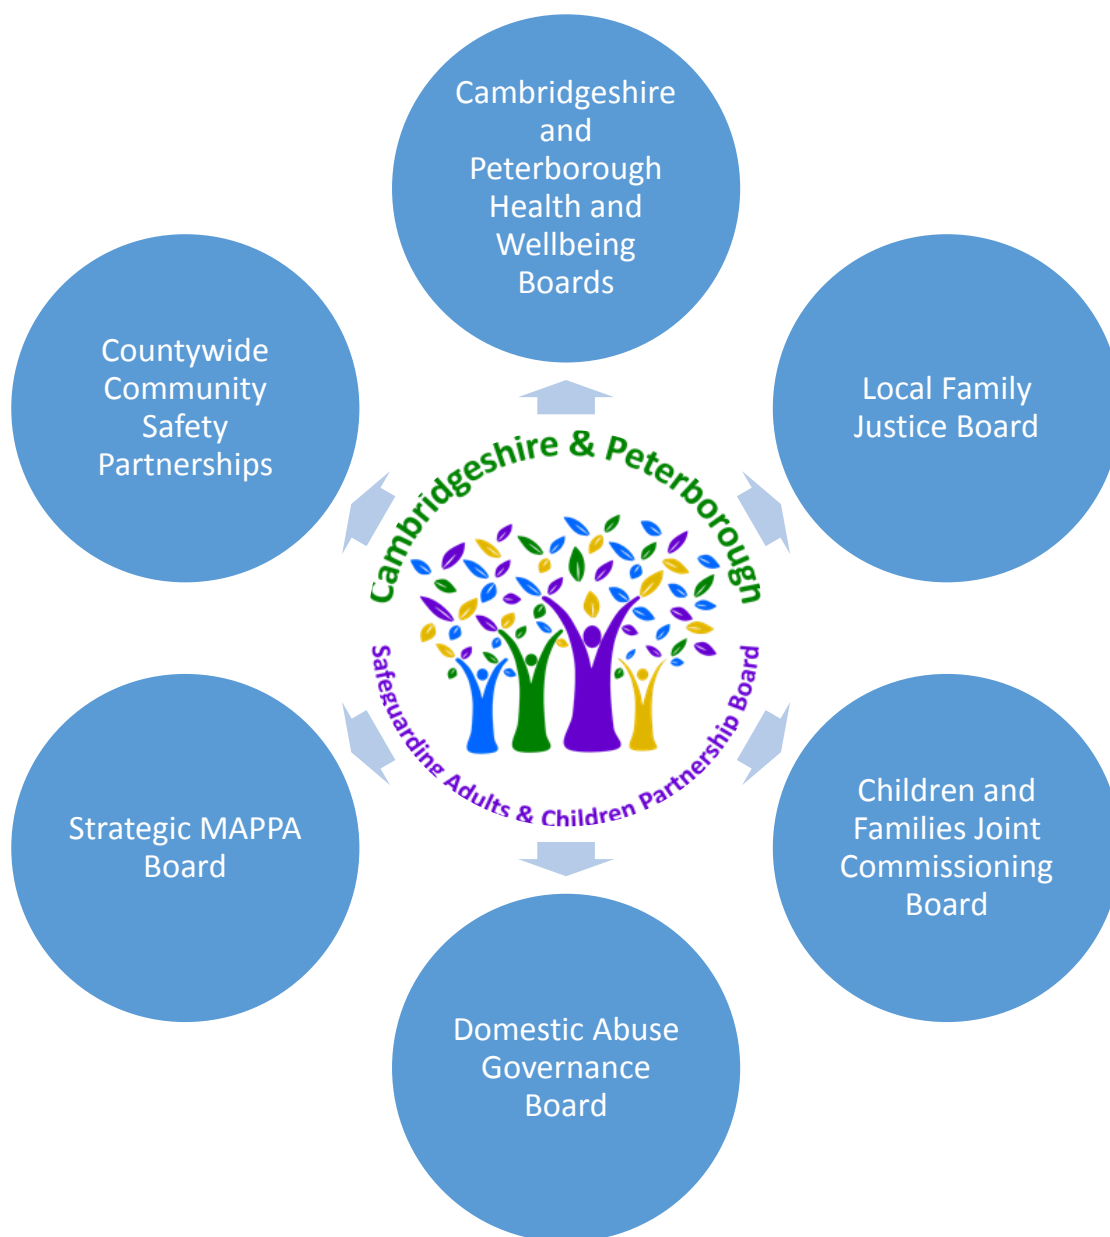 Cambridgeshire
and
Peterborough
Health and
Wellbeing
Boards
Local Family
Justice Board
Children and
Families Joint
Commissioning
Board
Domestic Abuse
Governance
Board
Strategic MAPPA
Board
Countywide
Community
Safety
Partnerships
Cambridgeshire & Peterborough
Safeguarding Adults & Children Partnership Board